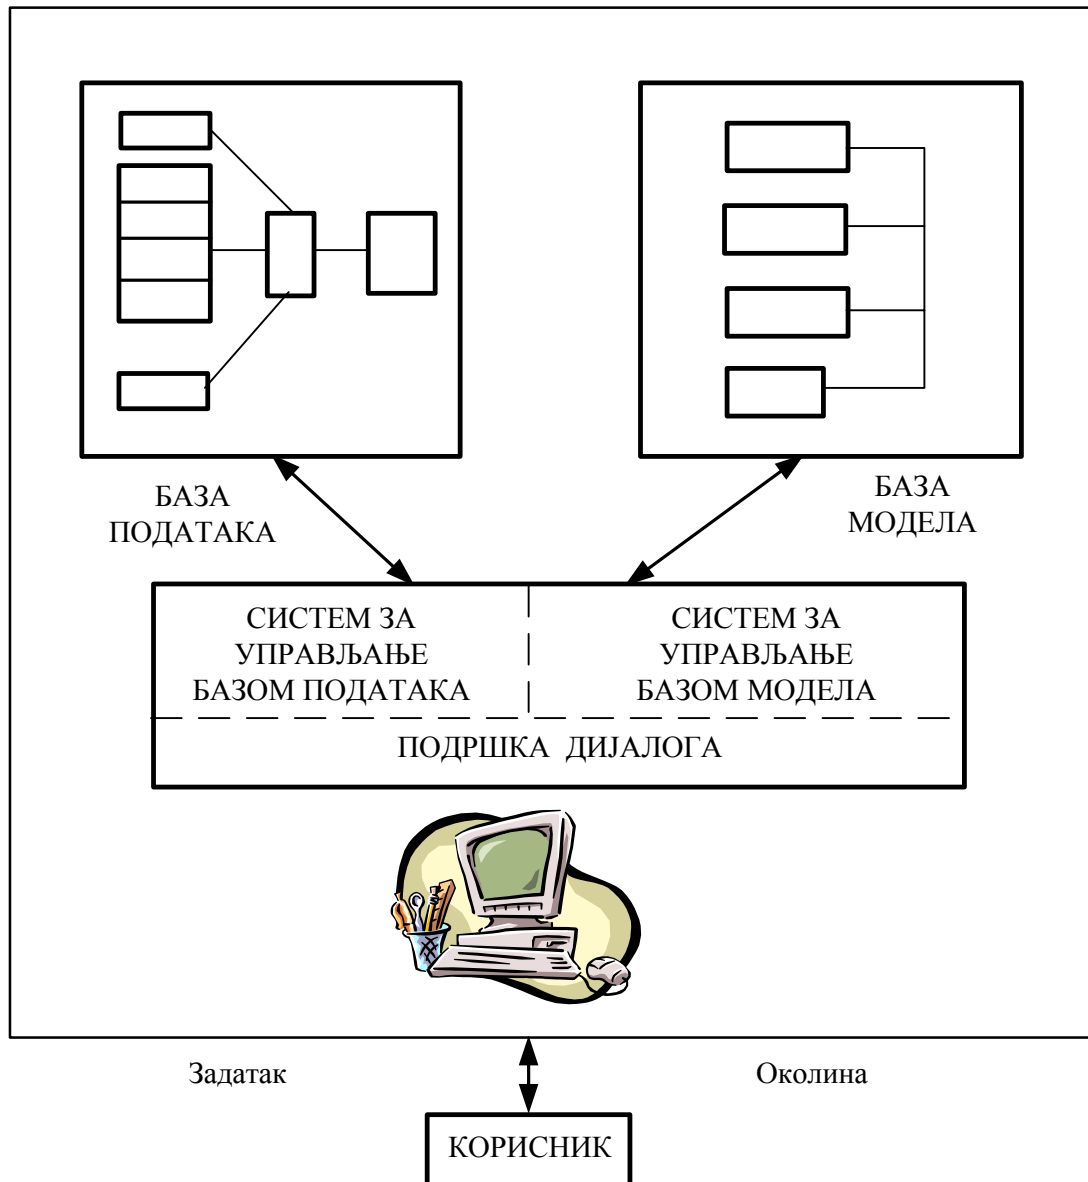 БАЗА
ПОДАТАКА
БАЗА
МОДЕЛА
СИСТЕМ ЗА
УПРАВЉАЊЕ
БАЗОМ ПОДАТАКА
СИСТЕМ ЗА
УПРАВЉАЊЕ
БАЗОМ МОДЕЛА
ПОДРШКА ДИЈАЛОГА
Задатак
Околина
КОРИСНИК